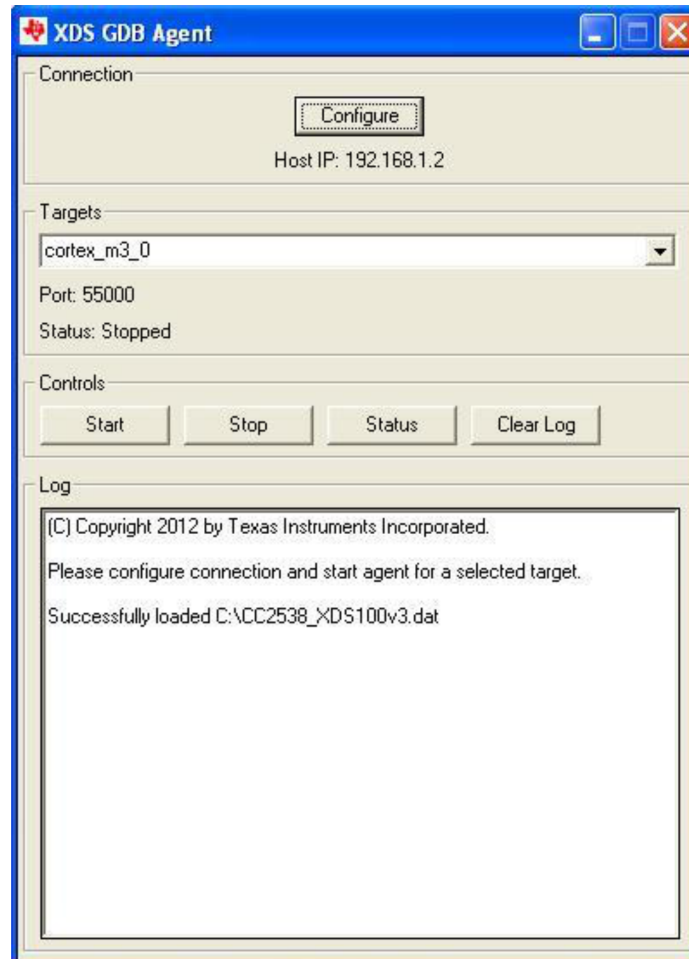 XDS GDB Agent
Connection
Configure
Host IP: 192.168.1.2
Targets
cortex_m3_0
Port: 55000
Status: Stopped
Controls
Start Stop Status Clear Log
Log
(C) Copyright 2012 by Texas Instruments Incorporated.
Please configure connection and start agent for a selected target.
Successfully loaded C:\CC2538_XDS100v3.dat